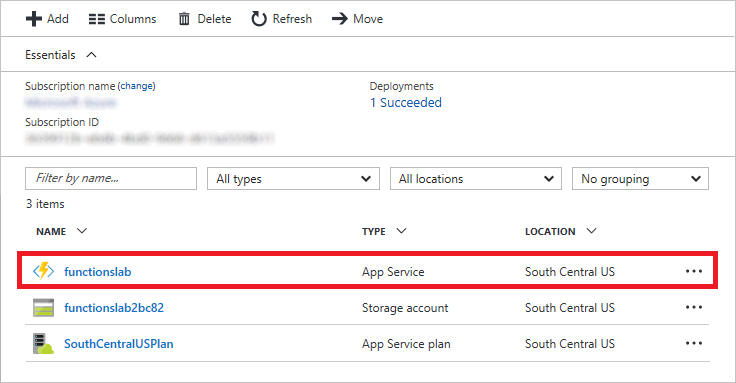 Add Columns Delete Refresh Move
Essentials
Subscription name (change) Deployments
1 Succeeded
Subscription ID
Filter by name... All types All locations No grouping
3 items
NAME TYPE LOCATION
functionslab App Service South Central US
functionslab2bc82 Storage account South Central US
SouthCentralUSPlan App Service plan South Central US